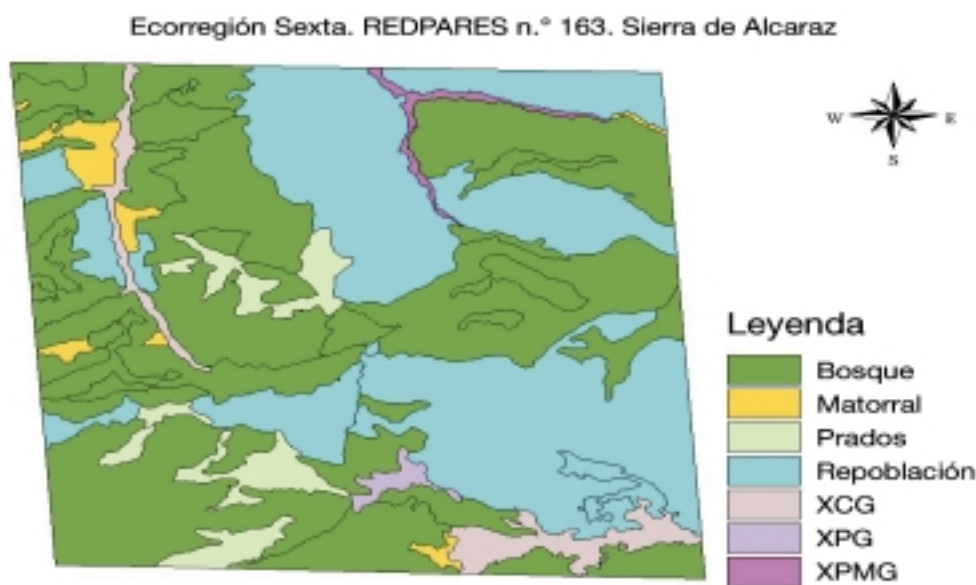 Ecorregión Sexta. REDPARES n.° 163. Sierra de Alcaraz
W E
S
Leyenda
Bosque
Matorral
Prados
Repoblación
XCG
XPG
XPMG